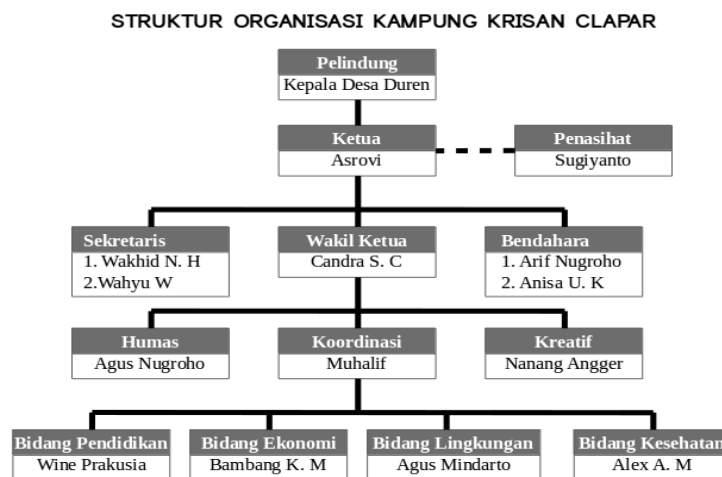 STRUKTUR ORGANISASI KAMPUNG KRISAN CLAPAR
Pelindung
Kepala Desa Duren
Ketua
Asrovi
Penasihat
Sugiyanto
Sekretaris
1. Wakhid N. H
2.Wahyu W
Wakil Ketua
Candra S. C
Bendahara
1. Arif Nugroho
2. Anisa U. K
Humas
Agus Nugroho
Koordinasi
Muhalif
Kreatif
Nanang Angger
Bidang Pendidikan
Wine Prakusia
Bidang Ekonomi
Bambang K. M
Bidang Lingkungan
Agus Mindarto
Bidang Kesehatan
Alex A. M